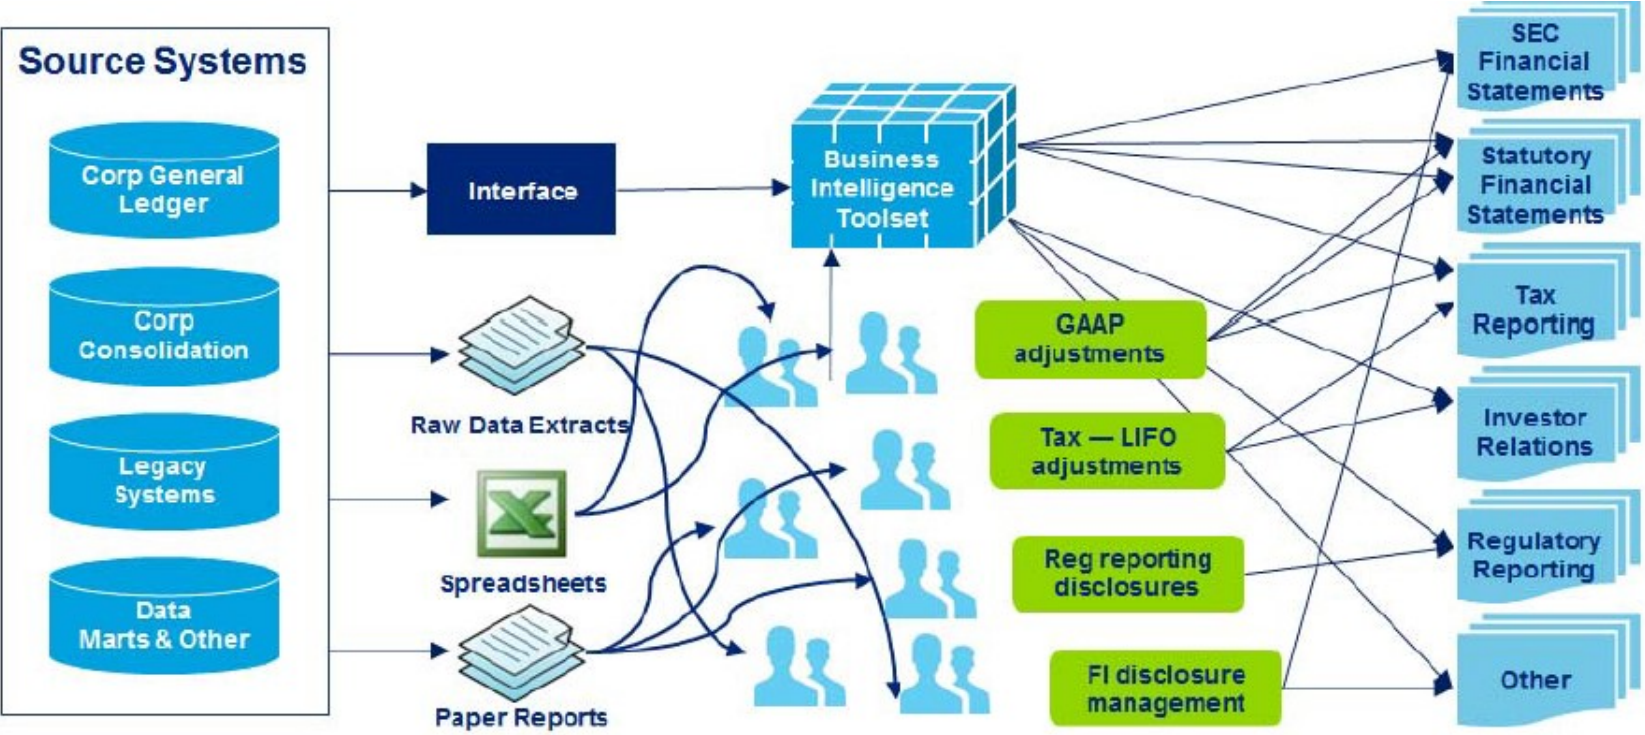 Source Systems
Corp General
Ledger
Corp
Consolidation
Legacy
Systems
Data
Marts & Other
Interface
Raw Data Extracts
Spreadsheets
Paper Reports
Business
Intelligence
Toolset
GAAP
adjustments
Tax — LIFO
adjustments
Reg reporting
disclosures
FI disclosure
management
SEC
Financial
Statements
Statutory
Financial
Statements
Tax
Reporting
Investor
Relations
Regulatory
Reporting
Other